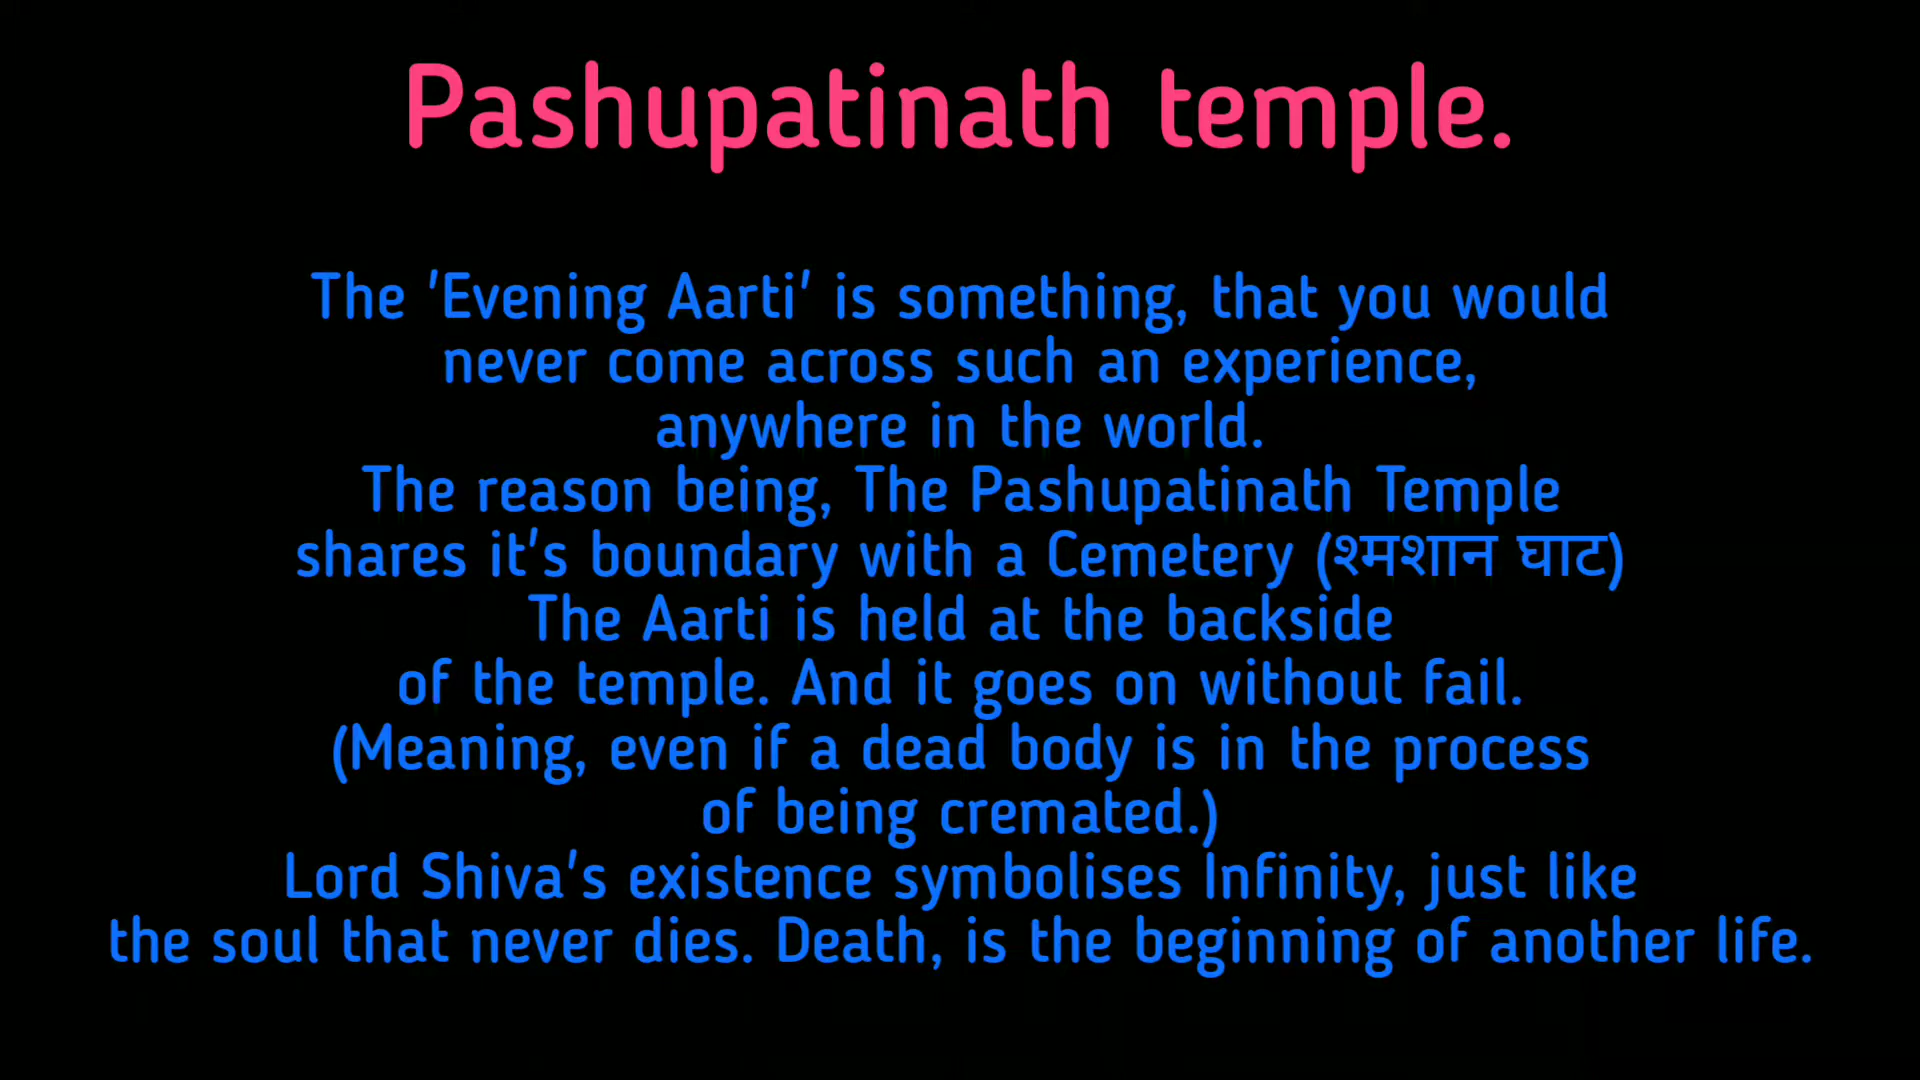 Pashupatinath temple.
The 'Evening Aarti' is something, that you would
never come across such an experience,
anywhere in the world.
The reason being, The Pashupatinath Temple
shares it's boundary with a Cemetery (श्मशान घाट)
The Aarti is held at the backside
of the temple. And it goes on without fail.
(Meaning, even if a dead body is in the process
of being cremated.)
Lord Shiva's existence symbolises Infinity, just like
the soul that never dies. Death, is the beginning of another life.